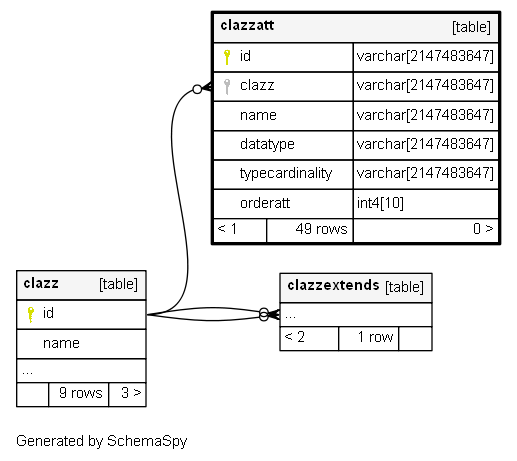 clazzatt [table]
id varchar[2147483647]
clazz varchar[2147483647]
name varchar[2147483647]
datatype varchar[2147483647]
typecardinality varchar[2147483647]
orderatt int4[10]
< 1 49 rows 0 >
clazz [table]
id
name
...
9 rows 3 >
clazzextends [table]
...
< 2 1 row
Generated by SchemaSpy